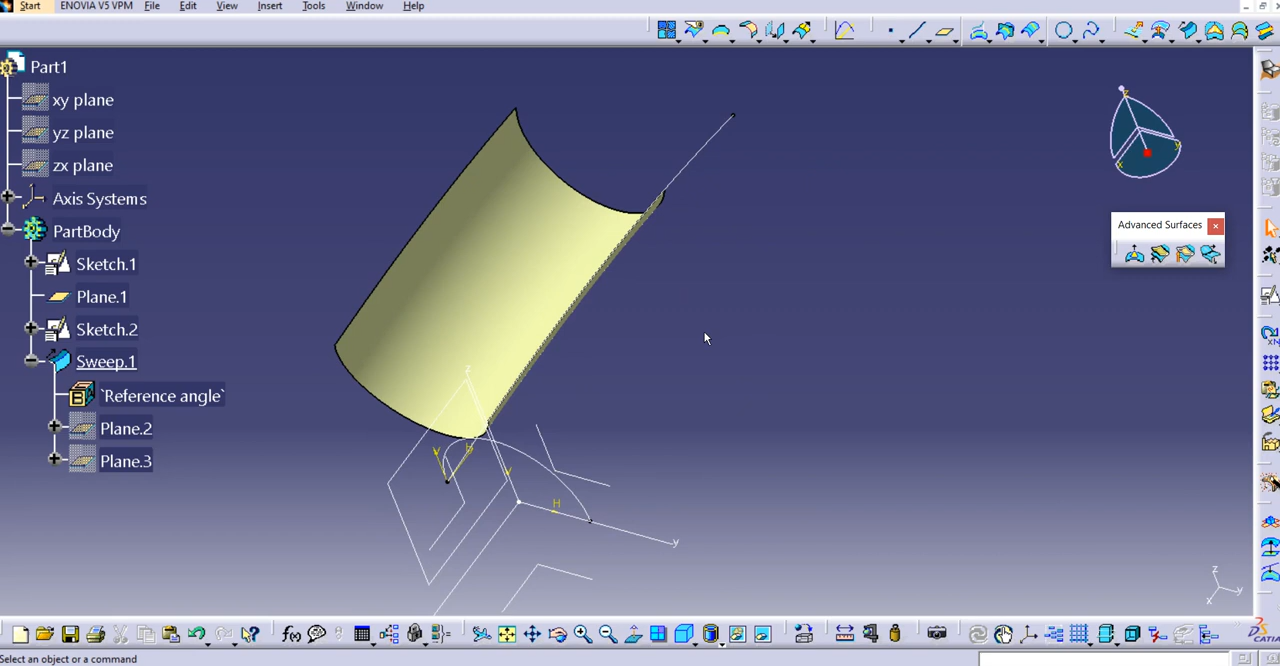 Start ENOVIA V5 VPM File Edit View Insert Tools Window Help
Part1
xy plane
yz plane
zx plane
Axis Systems
PartBody
Sketch.1
Plane.1
Sketch.2
Sweep.1
`Reference angle`
Plane.2
Plane.3
Advanced Surfaces
z
y
x
z
V
D
y
H
y
z
y
x
f(x)
CATIA
Select an object or a command